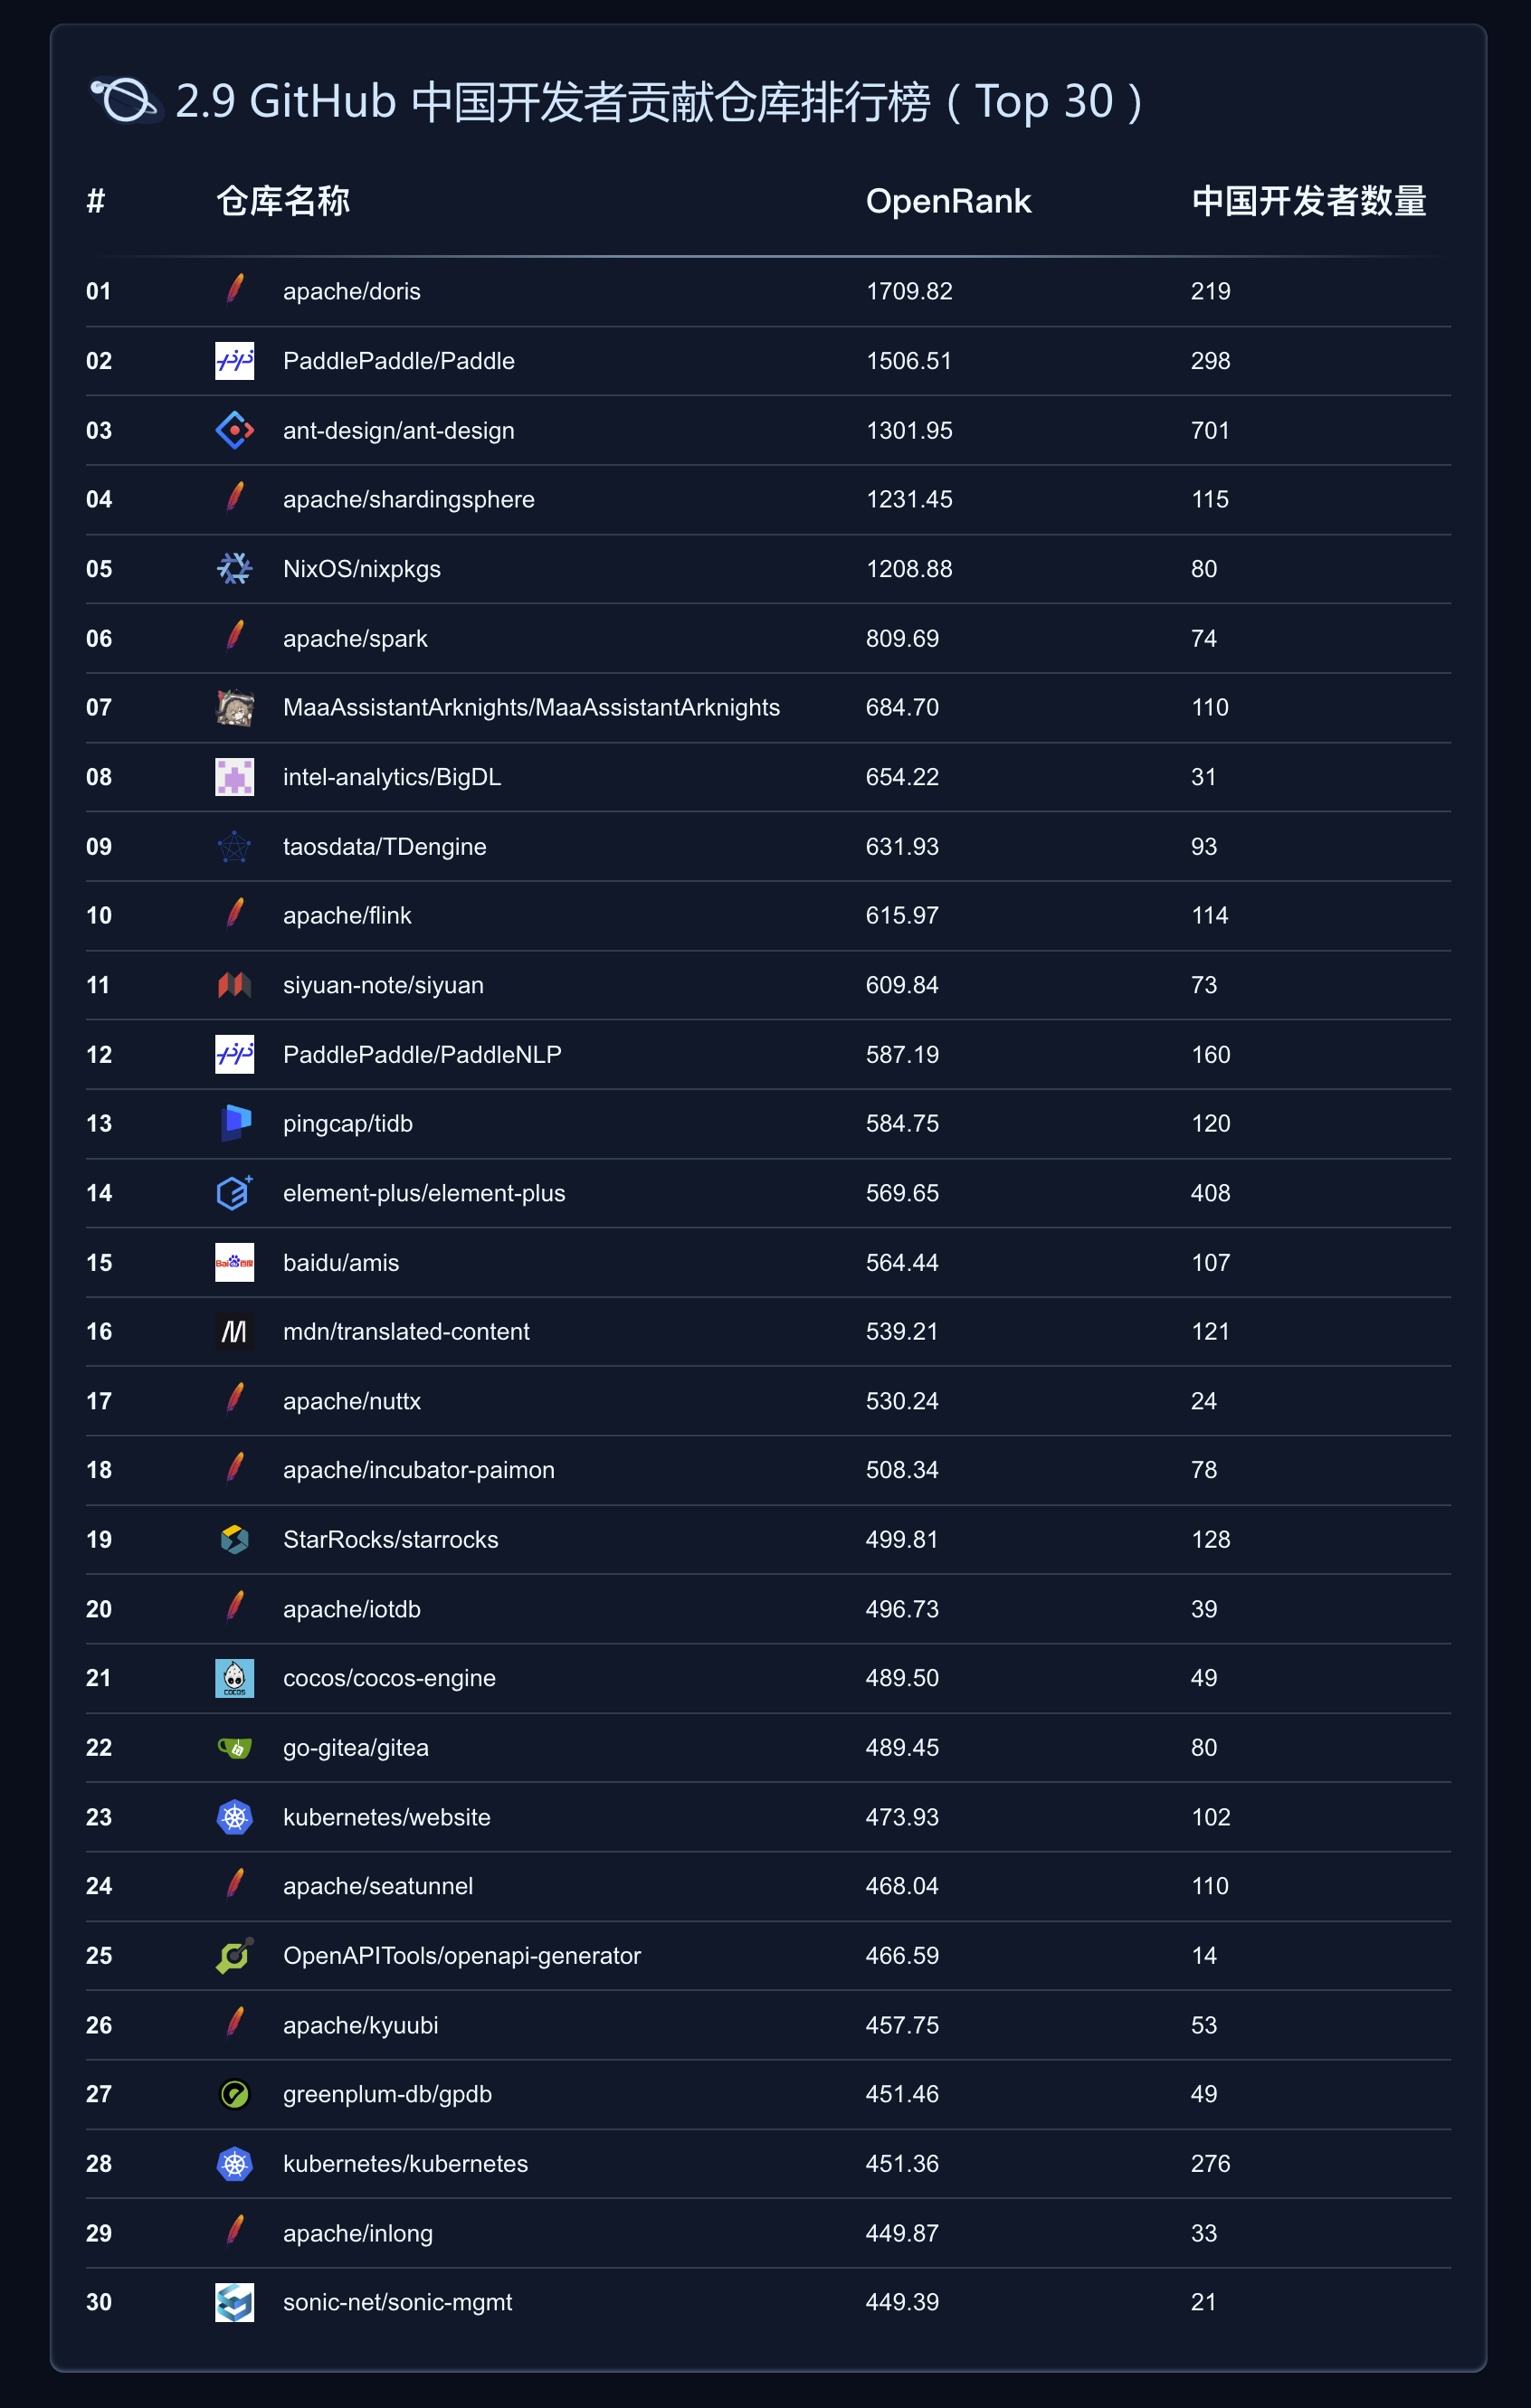 2.9 GitHub 中国开发者贡献仓库排行榜（Top 30）
# 仓库名称 OpenRank 中国开发者数量
01 apache/doris 1709.82 219
02 PaddlePaddle/Paddle 1506.51 298
03 ant-design/ant-design 1301.95 701
04 apache/shardingsphere 1231.45 115
05 NixOS/nixpkgs 1208.88 80
06 apache/spark 809.69 74
07 MaaAssistantArknights/MaaAssistantArknights 684.70 110
08 intel-analytics/BigDL 654.22 31
09 taosdata/TDengine 631.93 93
10 apache/flink 615.97 114
11 siyuan-note/siyuan 609.84 73
12 PaddlePaddle/PaddleNLP 587.19 160
13 pingcap/tidb 584.75 120
14 element-plus/element-plus 569.65 408
15 Bai 百度 baidu/amis 564.44 107
16 mdn/translated-content 539.21 121
17 apache/nuttx 530.24 24
18 apache/incubator-paimon 508.34 78
19 StarRocks/starrocks 499.81 128
20 apache/iotdb 496.73 39
21 COCOS cocos/cocos-engine 489.50 49
22 go-gitea/gitea 489.45 80
23 kubernetes/website 473.93 102
24 apache/seatunnel 468.04 110
25 OpenAPITools/openapi-generator 466.59 14
26 apache/kyuubi 457.75 53
27 greenplum-db/gpdb 451.46 49
28 kubernetes/kubernetes 451.36 276
29 apache/inlong 449.87 33
30 sonic-net/sonic-mgmt 449.39 21